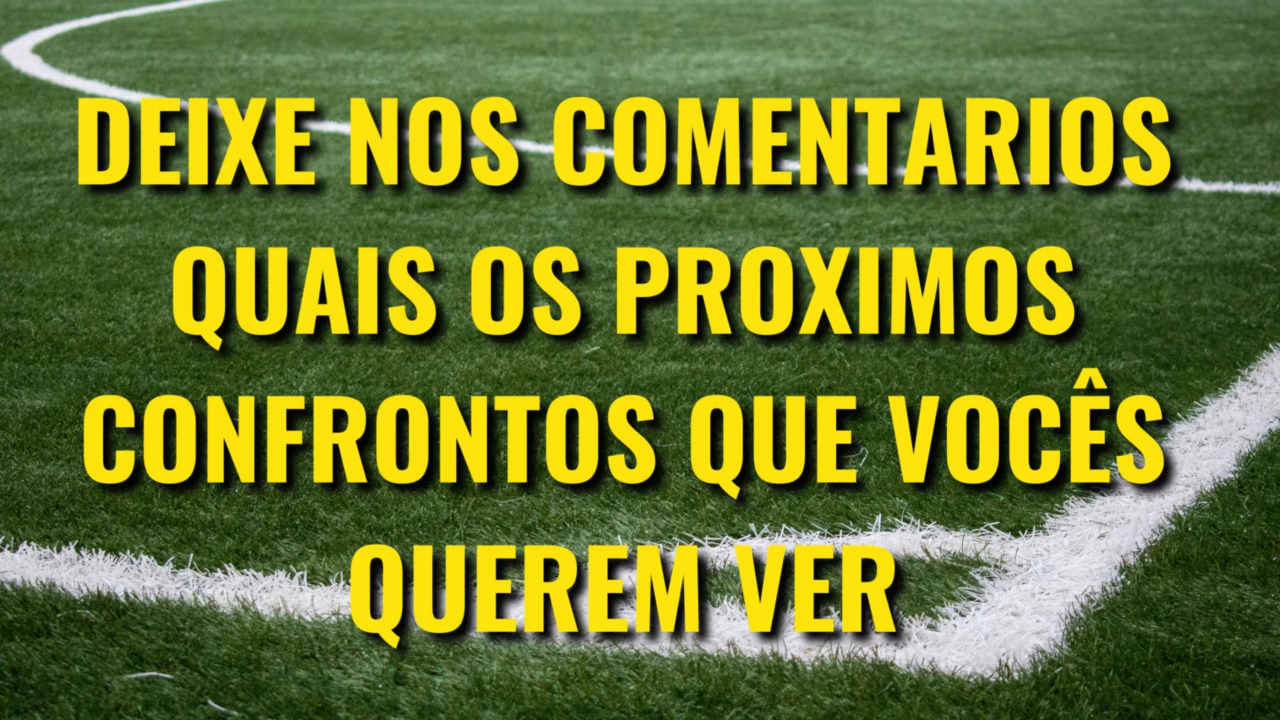 DEIXE NOS COMENTARIOS
QUAIS OS PROXIMOS
CONFRONTOS QUE VOCÊS
QUEREM VER